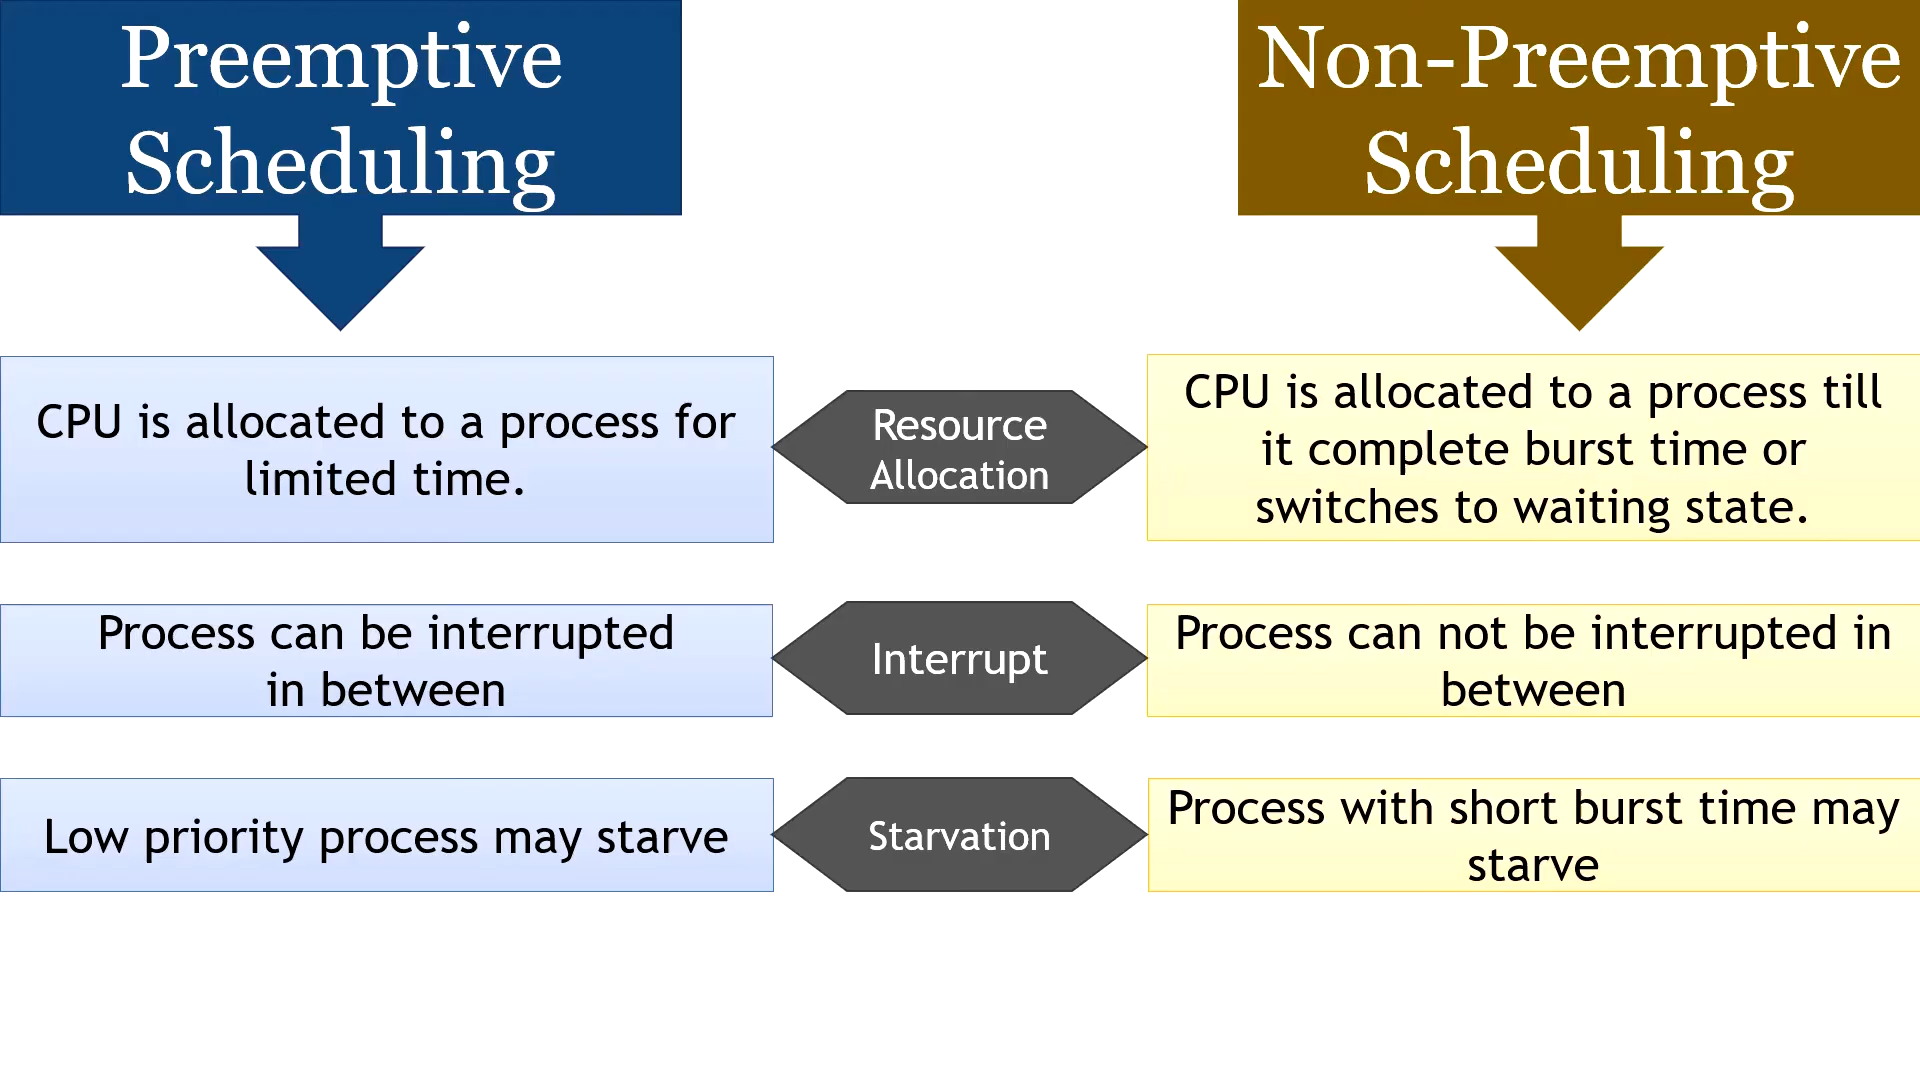 Preemptive
Scheduling
Non-Preemptive
Scheduling
CPU is allocated to a process for
limited time.
Resource
Allocation
CPU is allocated to a process till
it complete burst time or
switches to waiting state.
Process can be interrupted
in between
Interrupt
Process can not be interrupted in
between
Low priority process may starve
Starvation
Process with short burst time may
starve